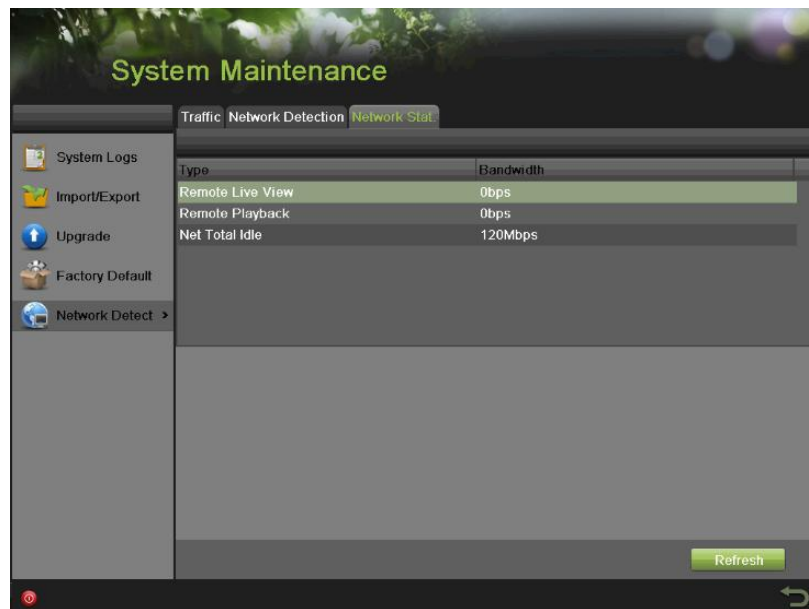 System Maintenance
Traffic Network Detection Network Stat.
System Logs
Import/Export
Upgrade
Factory Default
Network Detect >
Type Bandwidth
Remote Live View 0bps
Remote Playback 0bps
Net Total Idle 120Mbps
Refresh